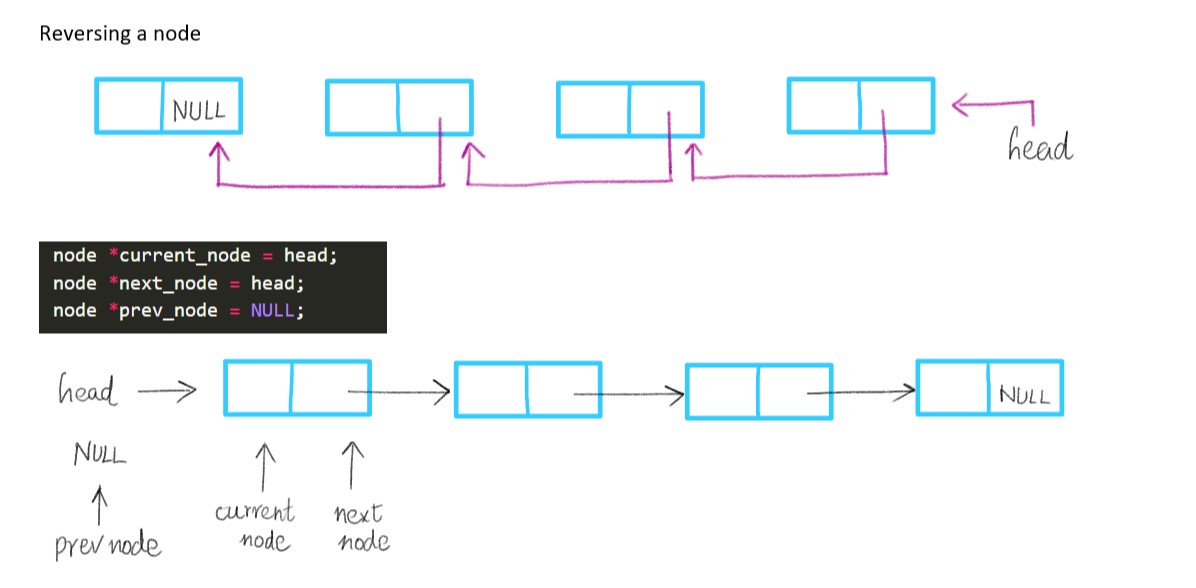 Reversing a node
NULL
head
node *current_node = head;
node *next_node = head;
node *prev_node = NULL;
head
NULL
NULL
current
node
next
node
prev node